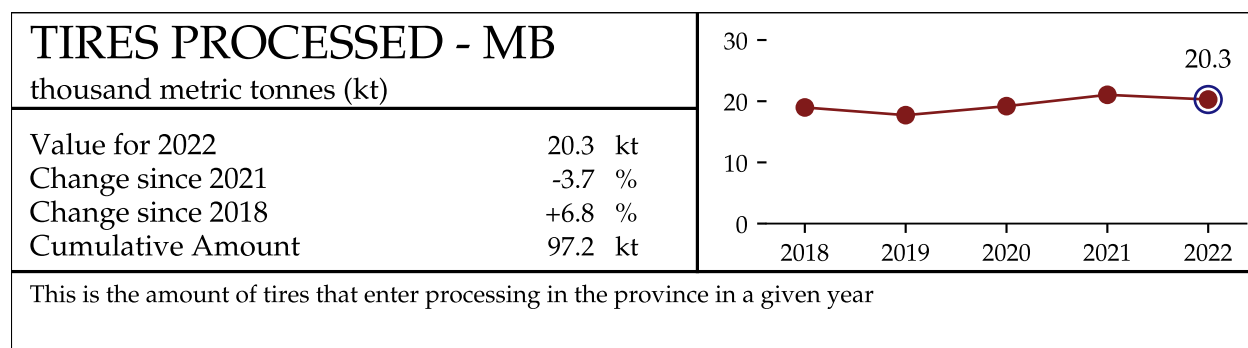 TIRES PROCESSED - MB
thousand metric tonnes (kt)
Value for 2022 20.3 kt
Change since 2021 -3.7 %
Change since 2018 +6.8 %
Cumulative Amount 97.2 kt
30
20
10
0
20.3
2018 2019 2020 2021 2022
This is the amount of tires that enter processing in the province in a given year